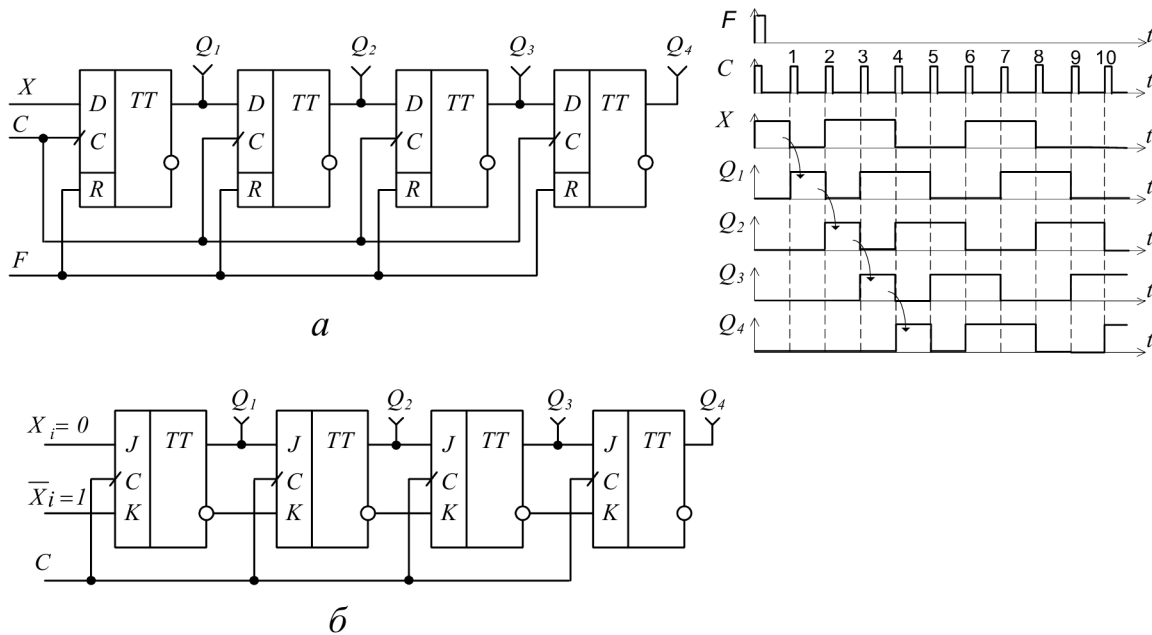 Q₁ Q₂ Q₃ Q₄
X D TT D TT D TT D TT
C C C C C
R R R R
F
а
F t
1 2 3 4 5 6 7 8 9 10
C t
X t
Q₁ t
Q₂ t
Q₃ t
Q₄ t
Q₁ Q₂ Q₃ Q₄
Xᵢ= 0 J TT J TT J TT J TT
C C C C
X̅ᵢ=1 K K K K
C
б